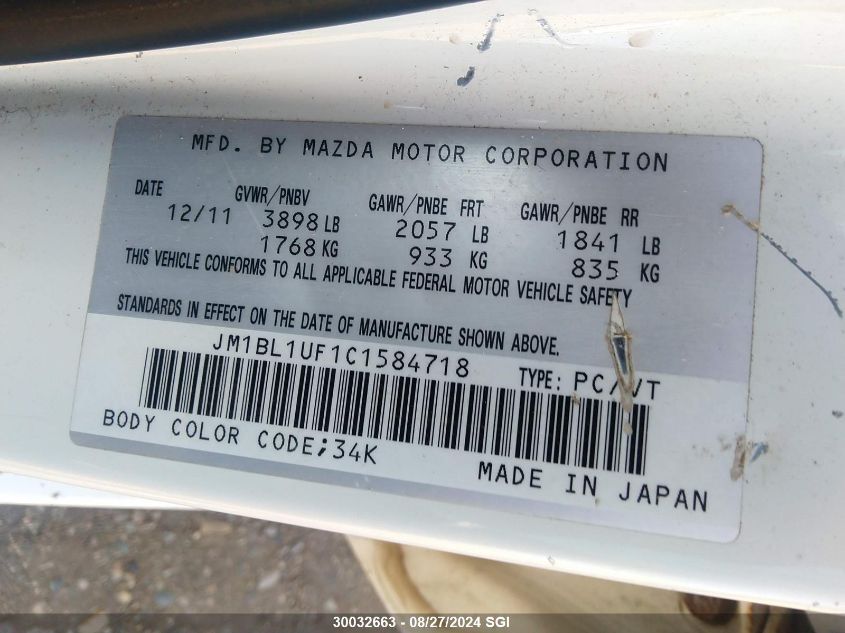 MFD. BY MAZDA MOTOR CORPORATION
DATE GVWR/PNBV GAWR/PNBE FRT GAWR/PNBE RR
12/11 3898 LB 2057 LB 1841 LB
1768 KG 933 KG 835 KG
THIS VEHICLE CONFORMS TO ALL APPLICABLE FEDERAL MOTOR VEHICLE SAFETY
STANDARDS IN EFFECT ON THE DATE OF MANUFACTURE SHOWN ABOVE.
JM1BL1UF1C1584718 TYPE: PC/VT
BODY COLOR CODE;34K
MADE IN JAPAN
30032663 - 08/27/2024 SGI